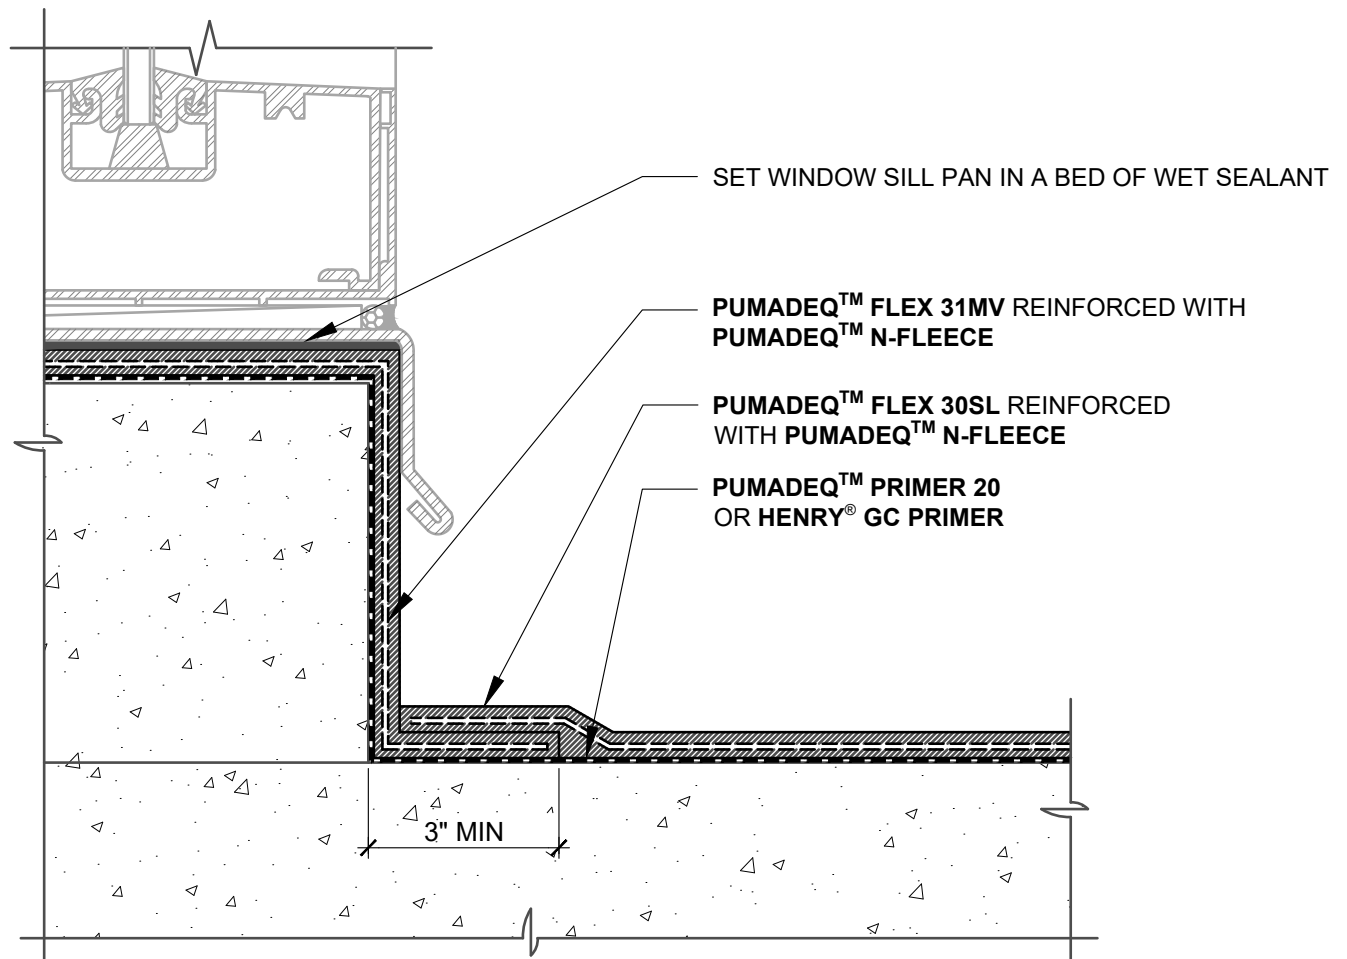 SET WINDOW SILL PAN IN A BED OF WET SEALANT
PUMADEQ™ FLEX 31MV REINFORCED WITH
PUMADEQ™ N-FLEECE
PUMADEQ™ FLEX 30SL REINFORCED
WITH PUMADEQ™ N-FLEECE
PUMADEQ™ PRIMER 20
OR HENRY® GC PRIMER
3" MIN